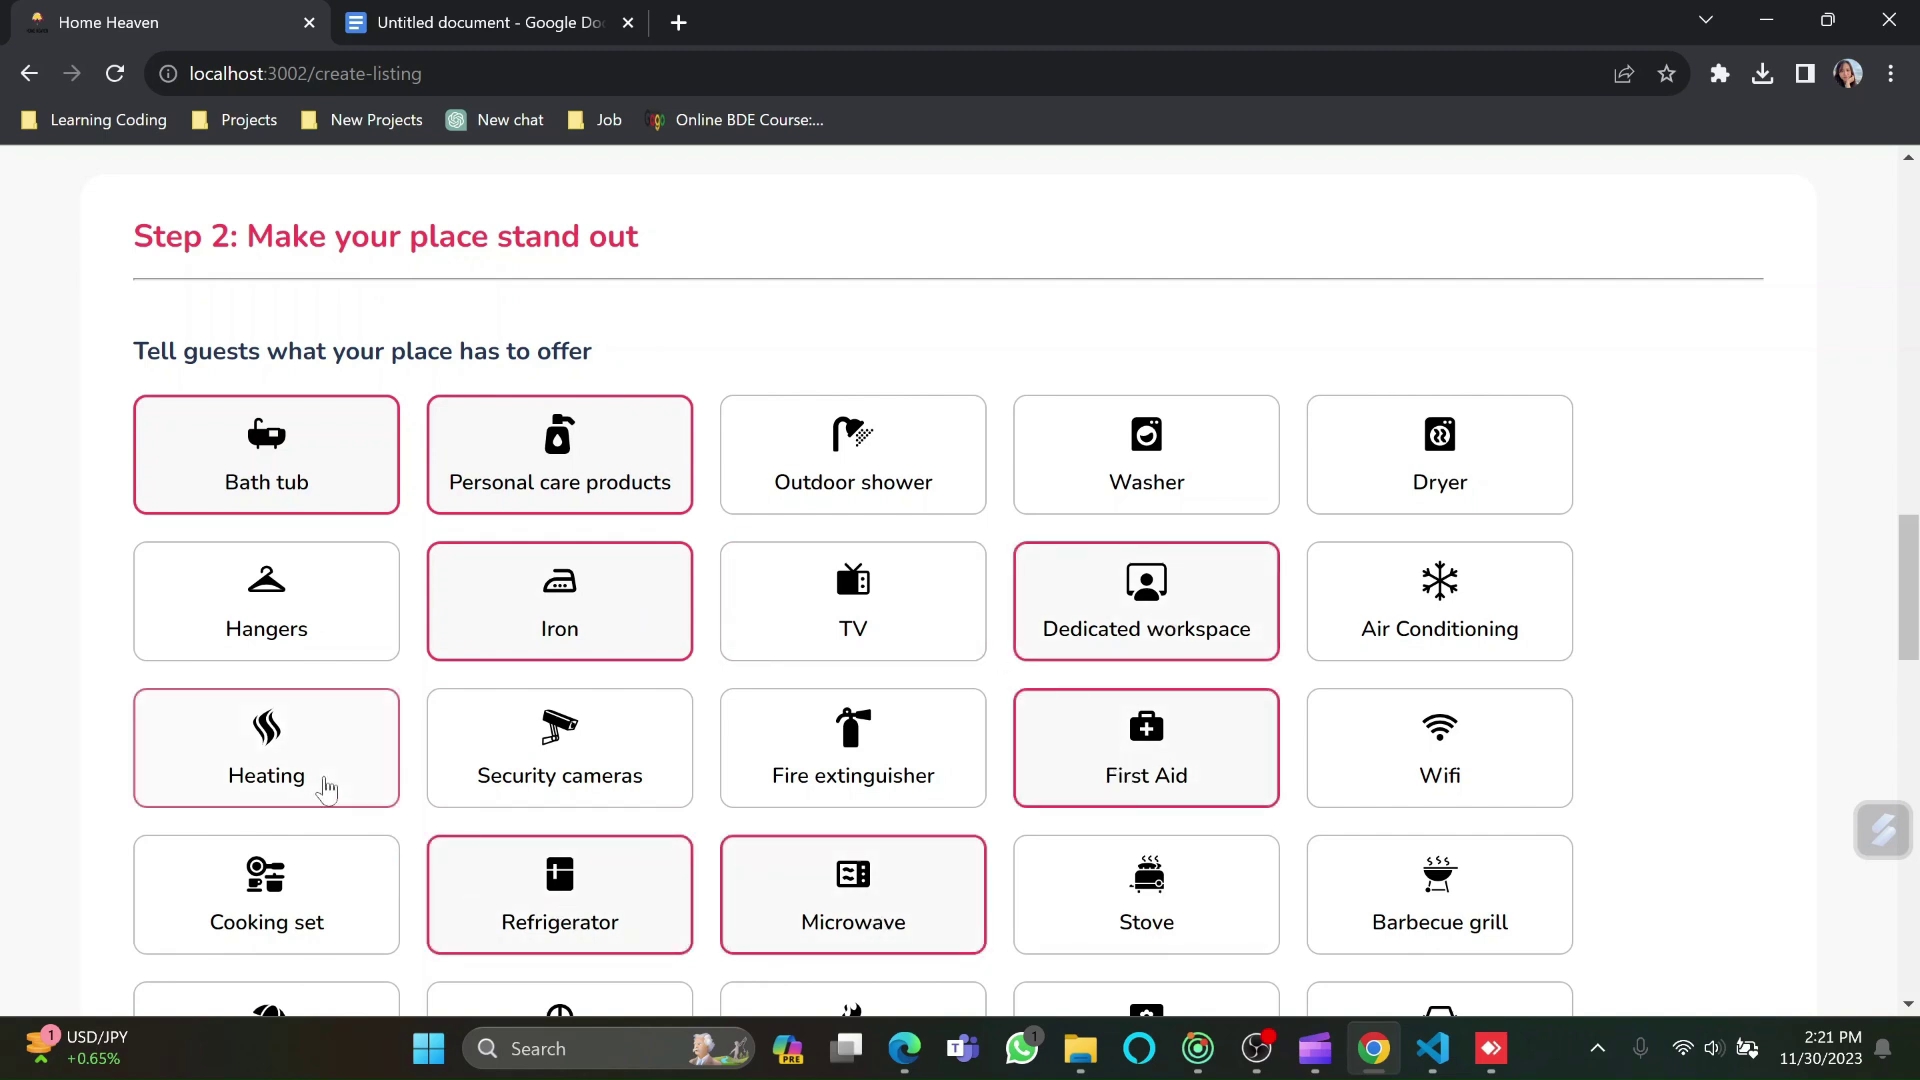 Home Heaven
Untitled document - Google Do
localhost:3002/create-listing
Learning Coding
Projects
New Projects
New chat
Job
Online BDE Course:...
Step 2: Make your place stand out
Tell guests what your place has to offer
Bath tub
Personal care products
Outdoor shower
Washer
Dryer
Hangers
Iron
TV
Dedicated workspace
Air Conditioning
Heating
Security cameras
Fire extinguisher
First Aid
Wifi
Cooking set
Refrigerator
Microwave
Stove
Barbecue grill
1
USD/JPY
+0.65%
Search
PRE
1
2:21 PM
11/30/2023